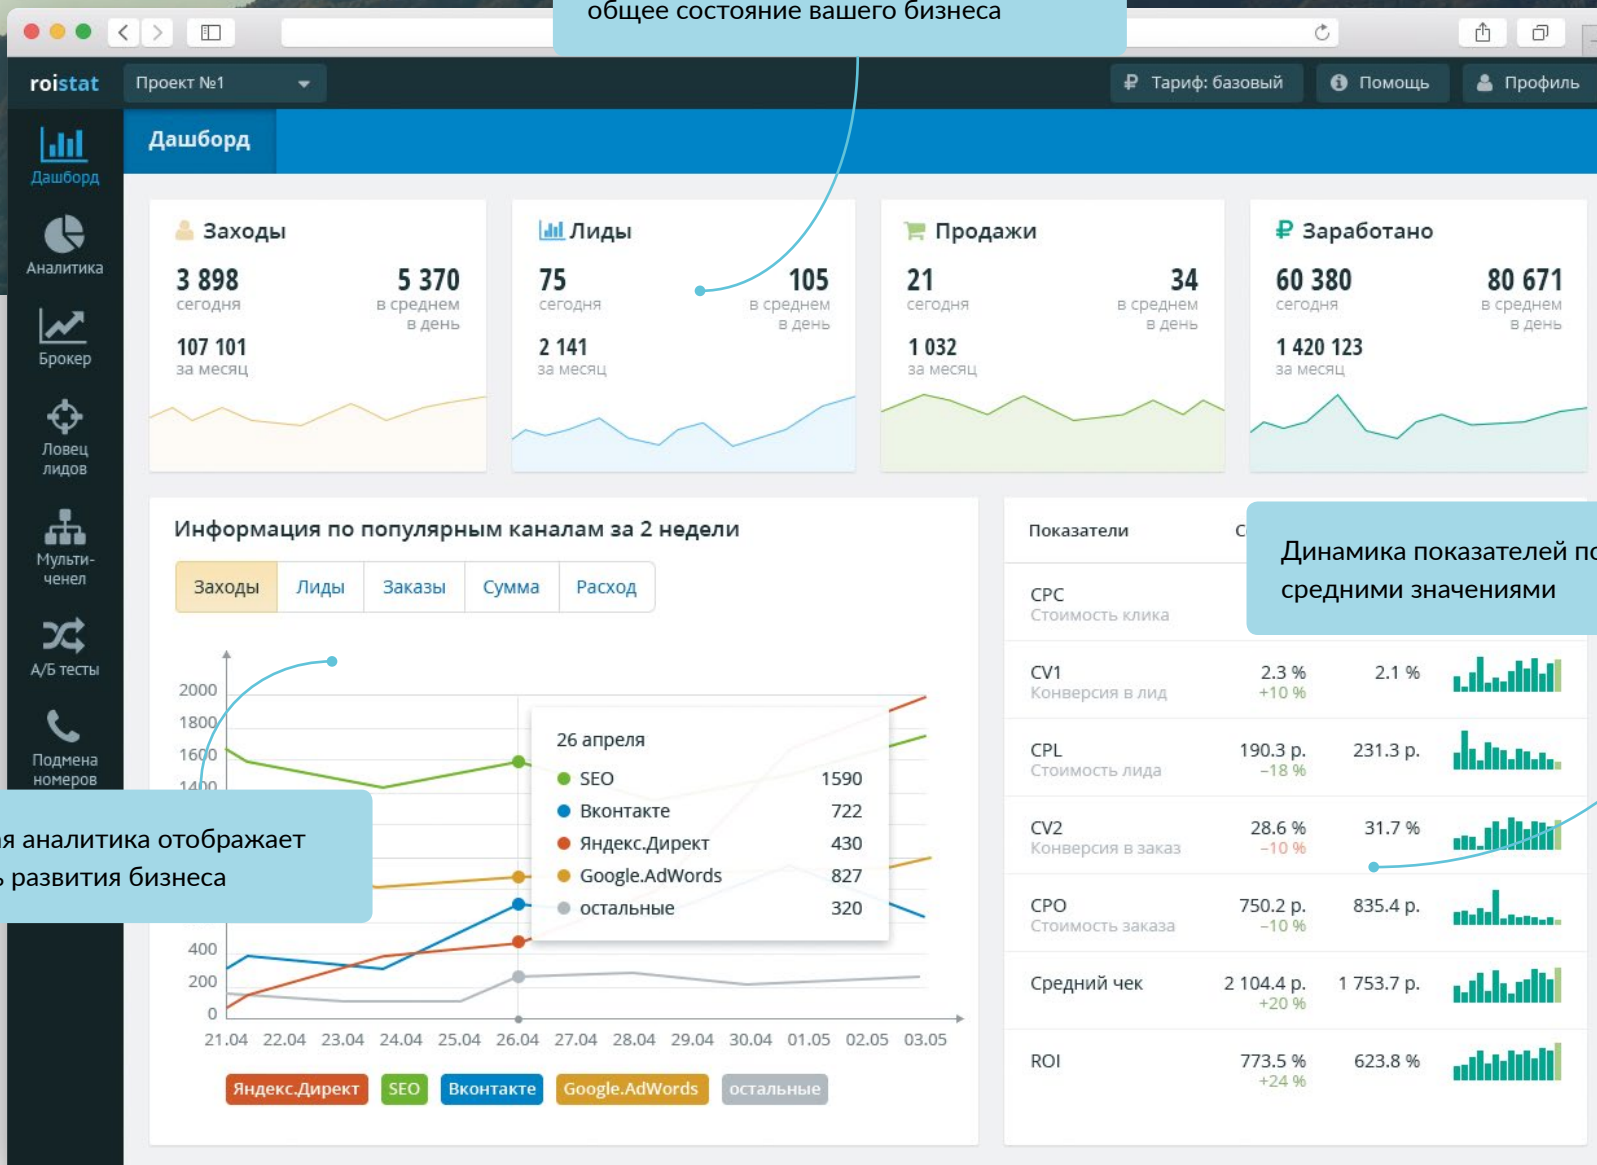 общее состояние вашего бизнеса
roistat
Проект №1
₽ Тариф: базовый
Помощь
Профиль
Дашборд
Дашборд
Аналитика
Брокер
Ловец
лидов
Мульти-
ченел
А/Б тесты
Подмена
номеров
Заходы
3 898
сегодня
5 370
в среднем
в день
107 101
за месяц
Лиды
75
сегодня
105
в среднем
в день
2 141
за месяц
Продажи
21
сегодня
34
в среднем
в день
1 032
за месяц
₽ Заработано
60 380
сегодня
80 671
в среднем
в день
1 420 123
за месяц
Информация по популярным каналам за 2 недели
Заходы Лиды Заказы Сумма Расход
2000
1800
1600
1400
400
200
0
21.04 22.04 23.04 24.04 25.04 26.04 27.04 28.04 29.04 30.04 01.05 02.05 03.05
26 апреля
SEO 1590
Вконтакте 722
Яндекс.Директ 430
Google.AdWords 827
остальные 320
Яндекс.Директ SEO Вконтакте Google.AdWords остальные
аналитика отображает
развития бизнеса
Показатели
Динамика показателей
средними значениями
CPC
Стоимость клика
CV1 2.3 % 2.1 %
Конверсия в лид +10 %
CPL 190.3 р. 231.3 р.
Стоимость лида –18 %
CV2 28.6 % 31.7 %
Конверсия в заказ –10 %
CPO 750.2 р. 835.4 р.
Стоимость заказа –10 %
Средний чек 2 104.4 р. 1 753.7 р.
+20 %
ROI 773.5 % 623.8 %
+24 %